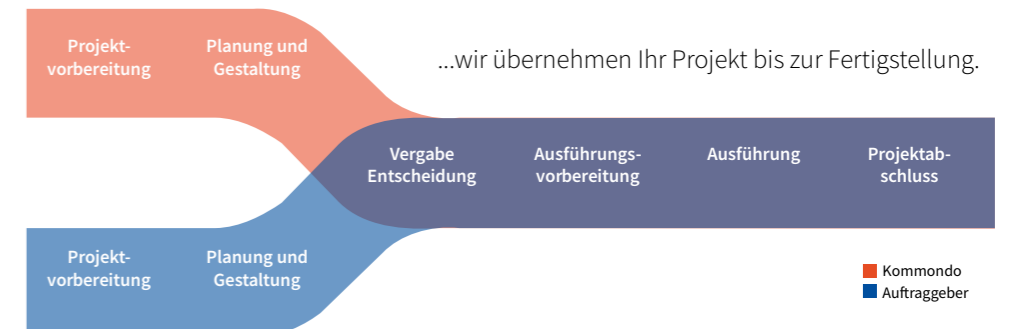 Projekt-
vorbereitung
Planung und
Gestaltung
...wir übernehmen Ihr Projekt bis zur Fertigstellung.
Vergabe
Entscheidung
Ausführungs-
vorbereitung
Ausführung
Projektab-
schluss
Projekt-
vorbereitung
Planung und
Gestaltung
Kommondo
Auftraggeber